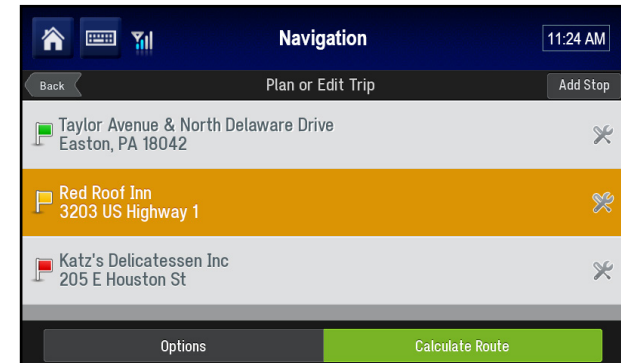 Navigation
11:24 AM
Back
Plan or Edit Trip
Add Stop
Taylor Avenue & North Delaware Drive
Easton, PA 18042
Red Roof Inn
3203 US Highway 1
Katz's Delicatessen Inc
205 E Houston St
Options
Calculate Route